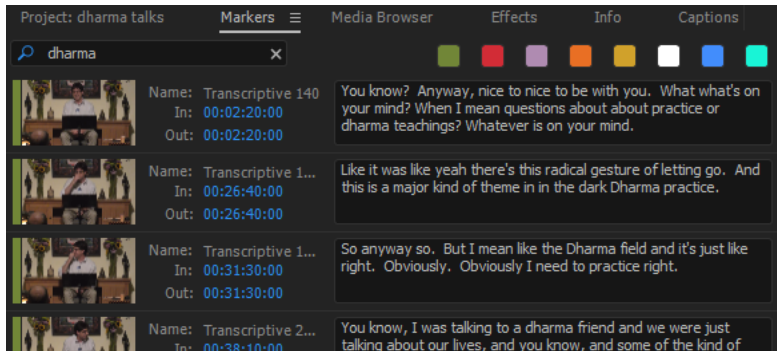 Project: dharma talks
Markers
Media Browser
Effects
Info
Captions
dharma
Name: Transcriptive 140
In: 00:02:20:00
Out: 00:02:20:00
You know?  Anyway, nice to nice to be with you.  What what's on
your mind? When I mean questions about about practice or
dharma teachings? Whatever is on your mind.
Name: Transcriptive 1...
In: 00:26:40:00
Out: 00:26:40:00
Like it was like yeah there's this radical gesture of letting go.  And
this is a major kind of theme in in the dark Dharma practice.
Name: Transcriptive 1...
In: 00:31:30:00
Out: 00:31:30:00
So anyway so.  But I mean like the Dharma field and it's just like
right.  Obviously.  Obviously I need to practice right.
Name: Transcriptive 2...
In: 00:38:10:00
You know, I was talking to a dharma friend and we were just
talking about our lives, and you know, and some of the kind of